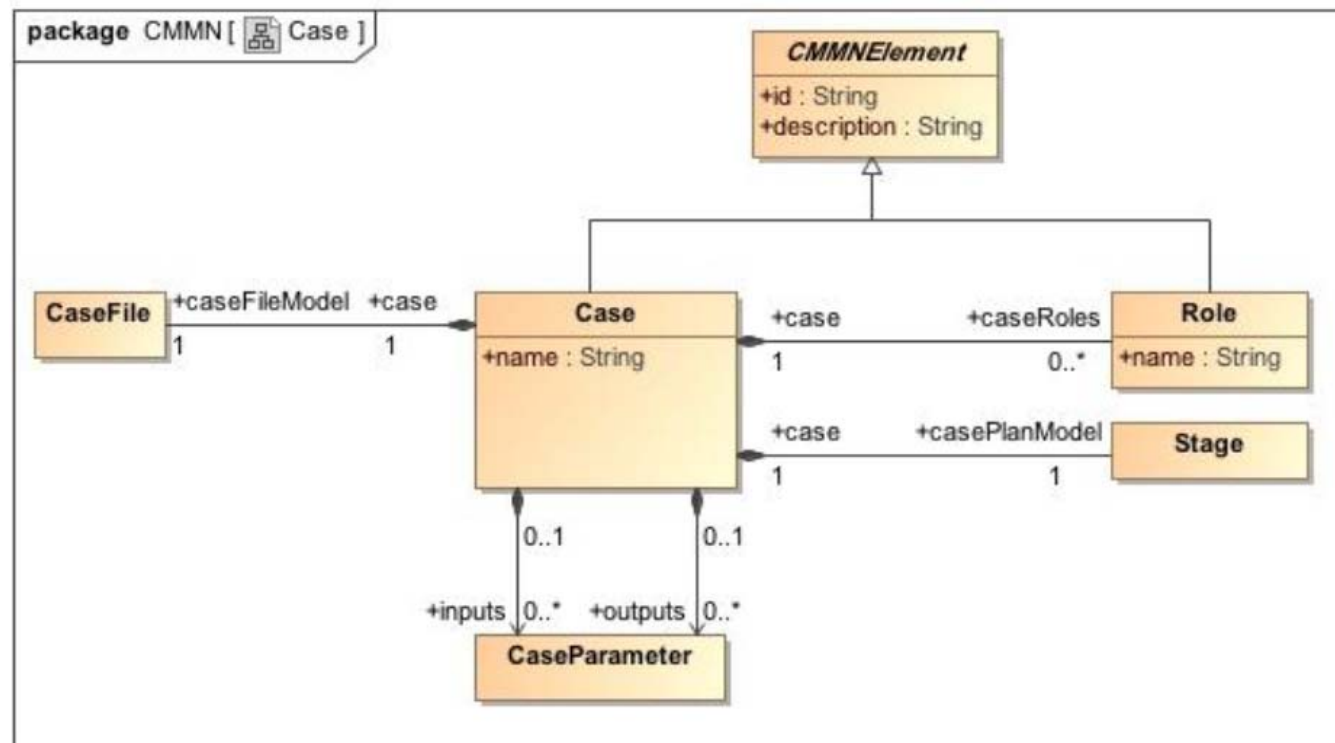 package CMMN [ Case ]
CMMNElement
+id : String
+description : String
CaseFile
+caseFileModel +case
1 1
Case
+name : String
+case +caseRoles
1 0..*
Role
+name : String
+case +casePlanModel
1 1
Stage
0..1 0..1
+inputs 0..* +outputs 0..*
CaseParameter